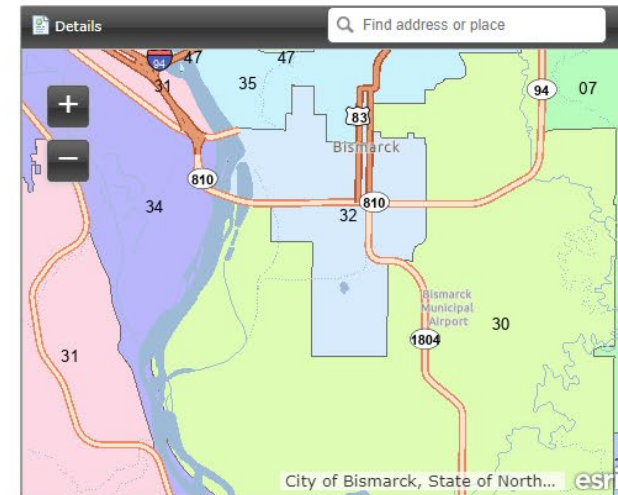 Details
Find address or place
94
47
47
31
35
94
07
83
Bismarck
810
34
810
32
Bismarck
Municipal
Airport
30
1804
31
City of Bismarck, State of North...
esri